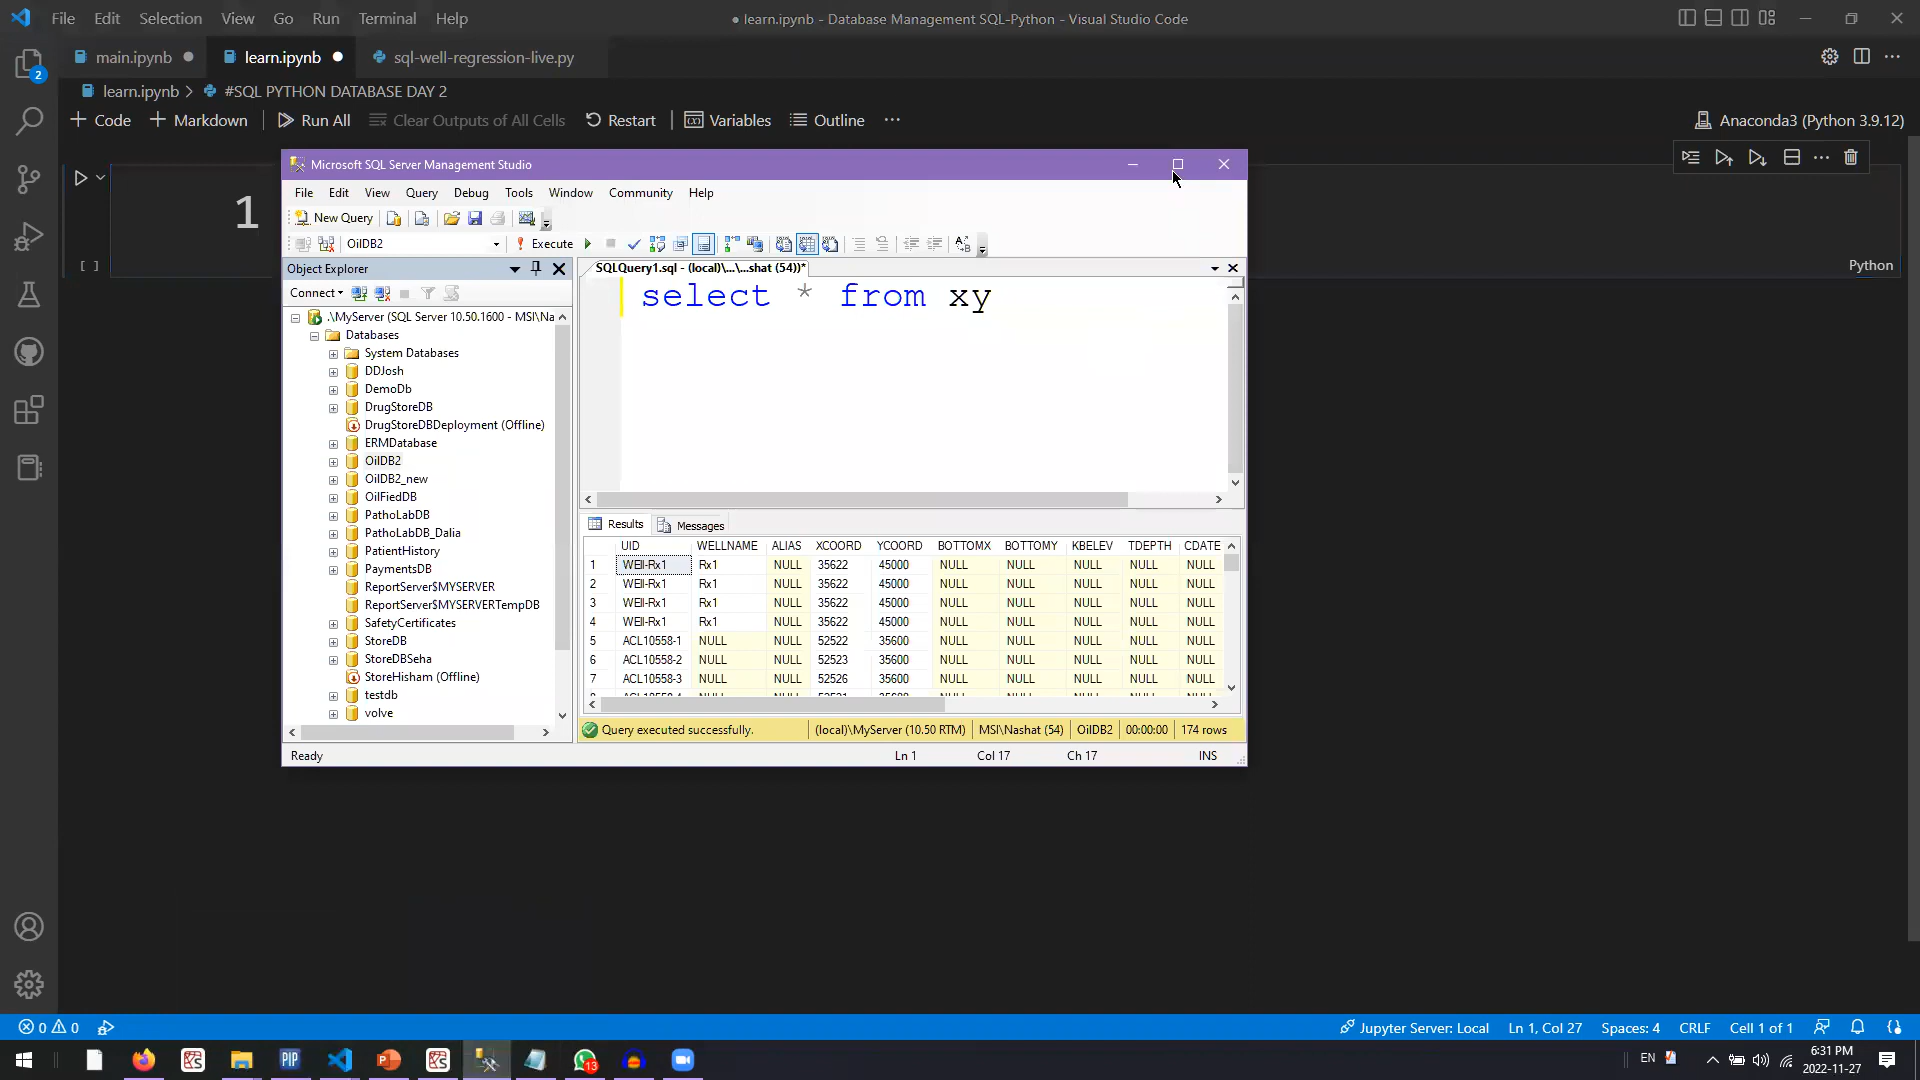 File Edit Selection View Go Run Terminal Help
● learn.ipynb - Database Management SQL-Python - Visual Studio Code
2
main.ipynb learn.ipynb sql-well-regression-live.py
learn.ipynb > #SQL PYTHON DATABASE DAY 2
Code Markdown Run All Clear Outputs of All Cells Restart Variables Outline ...
Anaconda3 (Python 3.9.12)
1
[ ]
Python
Microsoft SQL Server Management Studio
File Edit View Query Debug Tools Window Community Help
New Query
OilDB2 Execute
Object Explorer
Connect
.\MyServer (SQL Server 10.50.1600 - MSI\Na
Databases
System Databases
DDJosh
DemoDb
DrugStoreDB
DrugStoreDBDeployment (Offline)
ERMDatabase
OilDB2
OilDB2_new
OilFiedDB
PathoLabDB
PathoLabDB_Dalia
PatientHistory
PaymentsDB
ReportServer$MYSERVER
ReportServer$MYSERVERTempDB
SafetyCertificates
StoreDB
StoreDBSeha
StoreHisham (Offline)
testdb
volve
SQLQuery1.sql - (local)\...\...shat (54))*
select * from xy
Results Messages
UID WELLNAME ALIAS XCOORD YCOORD BOTTOMX BOTTOMY KBELEV TDEPTH CDATE
1 WEll-Rx1 Rx1 NULL 35622 45000 NULL NULL NULL NULL NULL
2 WEll-Rx1 Rx1 NULL 35622 45000 NULL NULL NULL NULL NULL
3 WEll-Rx1 Rx1 NULL 35622 45000 NULL NULL NULL NULL NULL
4 WEll-Rx1 Rx1 NULL 35622 45000 NULL NULL NULL NULL NULL
5 ACL10558-1 NULL NULL 52522 35600 NULL NULL NULL NULL NULL
6 ACL10558-2 NULL NULL 52523 35600 NULL NULL NULL NULL NULL
7 ACL10558-3 NULL NULL 52526 35600 NULL NULL NULL NULL NULL
Query executed successfully. (local)\MyServer (10.50 RTM) MSI\Nashat (54) OilDB2 00:00:00 174 rows
Ready Ln 1 Col 17 Ch 17 INS
0 0 Jupyter Server: Local Ln 1, Col 27 Spaces: 4 CRLF Cell 1 of 1
PIP 13 EN 6:31 PM
2022-11-27